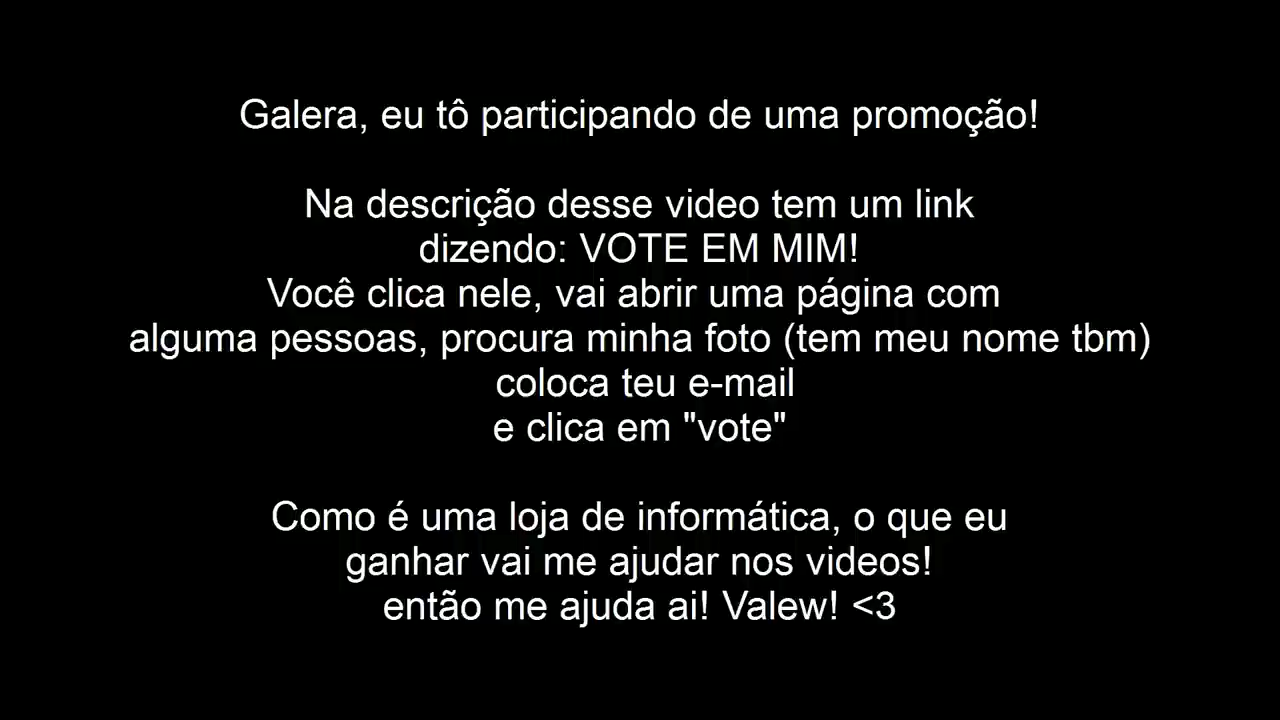 Galera, eu tô participando de uma promoção!
Na descrição desse video tem um link
dizendo: VOTE EM MIM!
Você clica nele, vai abrir uma página com
alguma pessoas, procura minha foto (tem meu nome tbm)
coloca teu e-mail
e clica em "vote"
Como é uma loja de informática, o que eu
ganhar vai me ajudar nos videos!
então me ajuda ai! Valew! <3